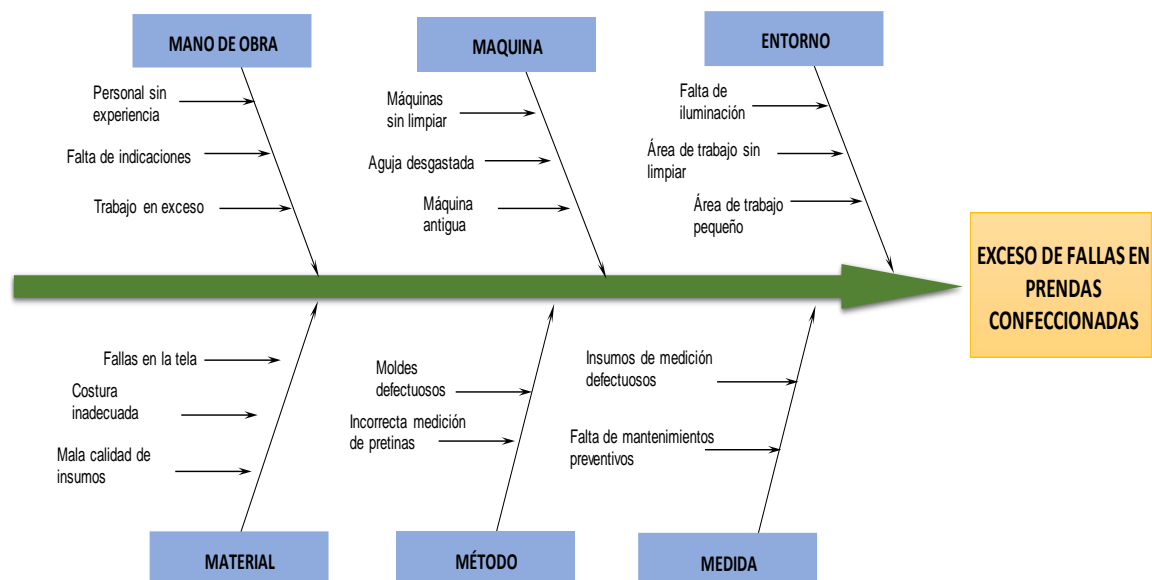 MANO DE OBRA
MAQUINA
ENTORNO
Personal sin
experiencia
Falta de indicaciones
Trabajo en exceso
Máquinas
sin limpiar
Aguja desgastada
Máquina
antigua
Falta de
iluminación
Área de trabajo sin
limpiar
Área de trabajo
pequeño
EXCESO DE FALLAS EN
PRENDAS
CONFECCIONADAS
Fallas en la tela
Costura
inadecuada
Mala calidad de
insumos
Moldes
defectuosos
Incorrecta medición
de pretinas
Insumos de medición
defectuosos
Falta de mantenimientos
preventivos
MATERIAL
MÉTODO
MEDIDA